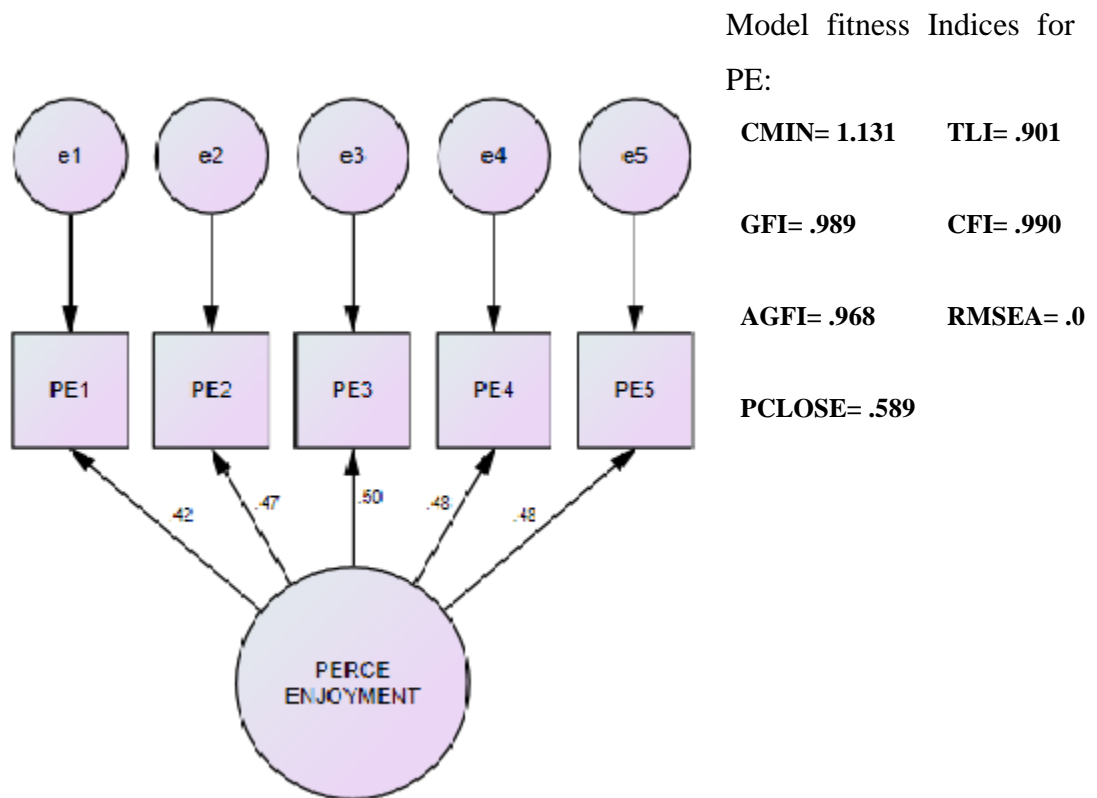 Model fitness Indices for
PE:
CMIN= 1.131 TLI= .901
GFI= .989 CFI= .990
AGFI= .968 RMSEA= .0
PCLOSE= .589
e1 e2 e3 e4 e5
PE1 PE2 PE3 PE4 PE5
.42 .47 .50 .48 .48
PERCE
ENJOYMENT